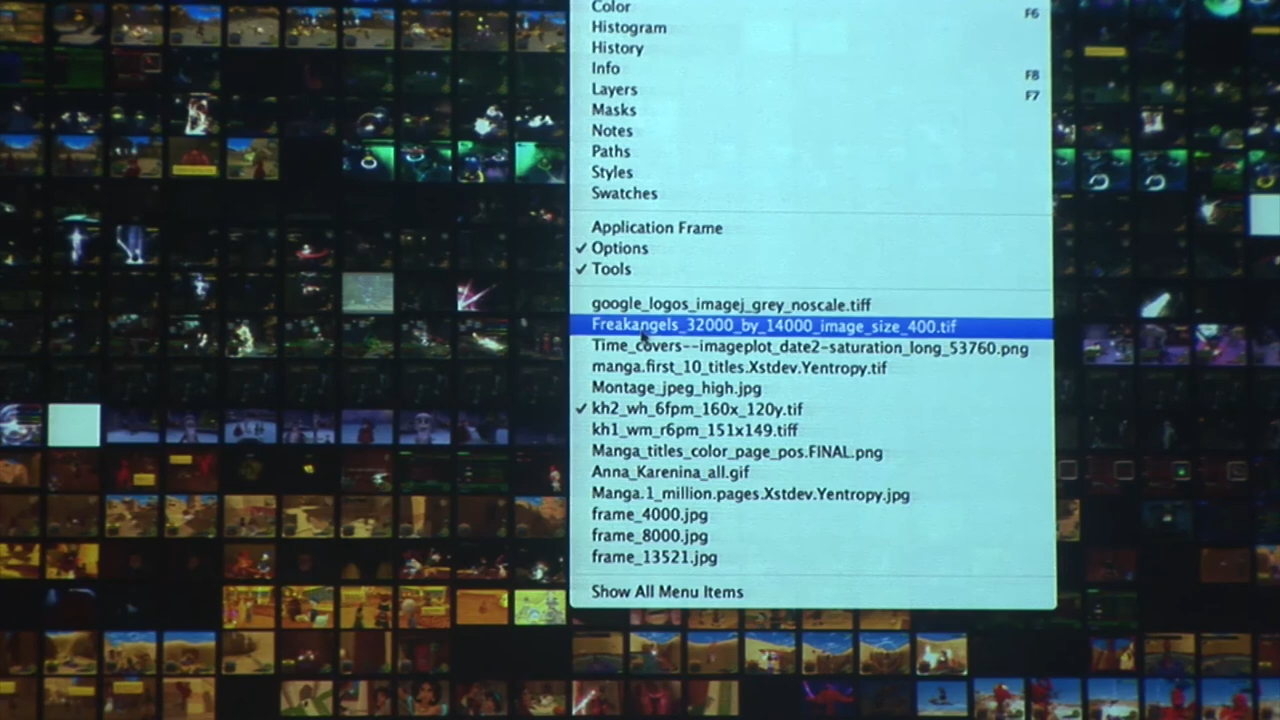 Color F6
Histogram
History
Info F8
Layers F7
Masks
Notes
Paths
Styles
Swatches
Application Frame
✓ Options
✓ Tools
google_logos_imagej_grey_noscale.tiff
Freakangels_32000_by_14000_image_size_400.tif
Time_covers--imageplot_date2-saturation_long_53760.png
manga.first_10_titles.Xstdev.Yentropy.tif
Montage_jpeg_high.jpg
✓ kh2_wh_6fpm_160x_120y.tif
kh1_wm_r6pm_151x149.tiff
Manga_titles_color_page_pos.FINAL.png
Anna_Karenina_all.gif
Manga.1_million.pages.Xstdev.Yentropy.jpg
frame_4000.jpg
frame_8000.jpg
frame_13521.jpg
Show All Menu Items